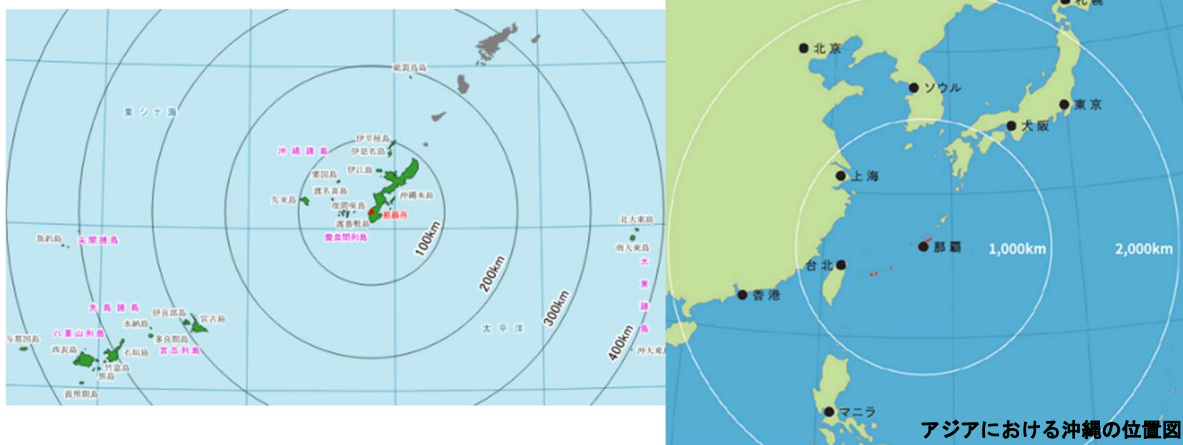 与論島
東シナ海
伊平屋島
沖縄諸島
伊是名島
粟国島
伊江島
渡名喜島
久米島
座間味島
沖縄本島
那覇市
渡嘉敷島
慶良間列島
100km
200km
300km
400km
北大東島
南大東島
大東諸島
沖大東
魚釣島
尖閣諸島
先島諸島
伊良部島
宮古島
水納島
八重山列島
多良間島
宮古列島
与那国島
西表島
石垣島
竹富島
黒島
波照間島
太平洋
札幌
北京
ソウル
東京
大阪
上海
那覇
1,000km
2,000km
台北
香港
マニラ
アジアにおける沖縄の位置図